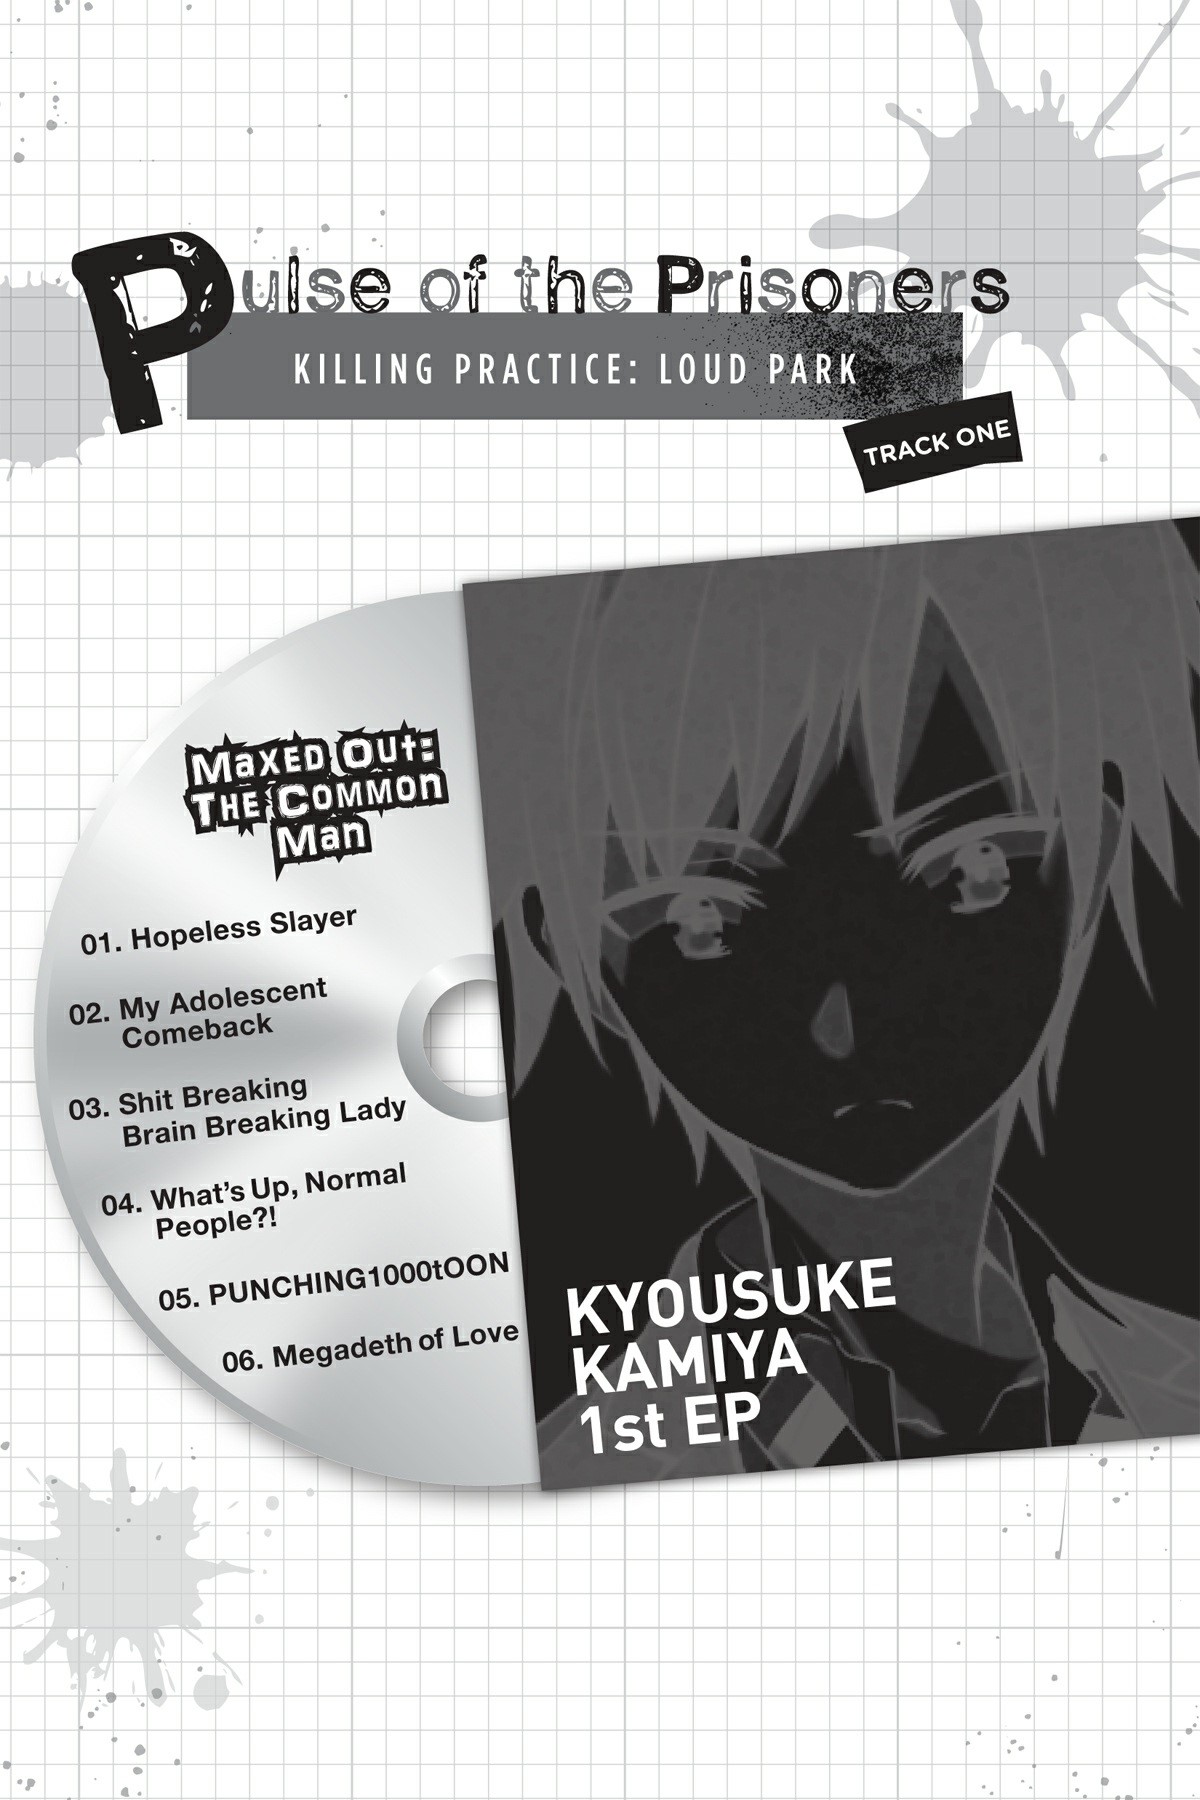 Pulse of the Prisoners
KILLING PRACTICE: LOUD PARK
TRACK ONE
MaXED Out:
THE COMMON
Man
01. Hopeless Slayer
02. My Adolescent
Comeback
03. Shit Breaking
Brain Breaking Lady
04. What's Up, Normal
People?!
05. PUNCHING1000tOON
06. Megadeth of Love
KYOUSUKE
KAMIYA
1st EP